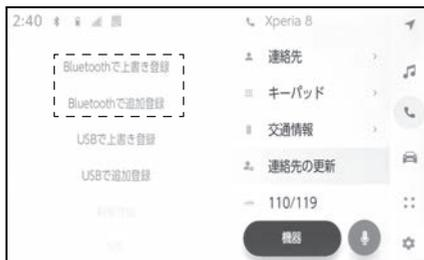 2:40
Bluetoothで上書き登録
Bluetoothで追加登録
USBで上書き登録
USBで追加登録
Xperia 8
連絡先
キーパッド
交通情報
連絡先の更新
110/119
機器